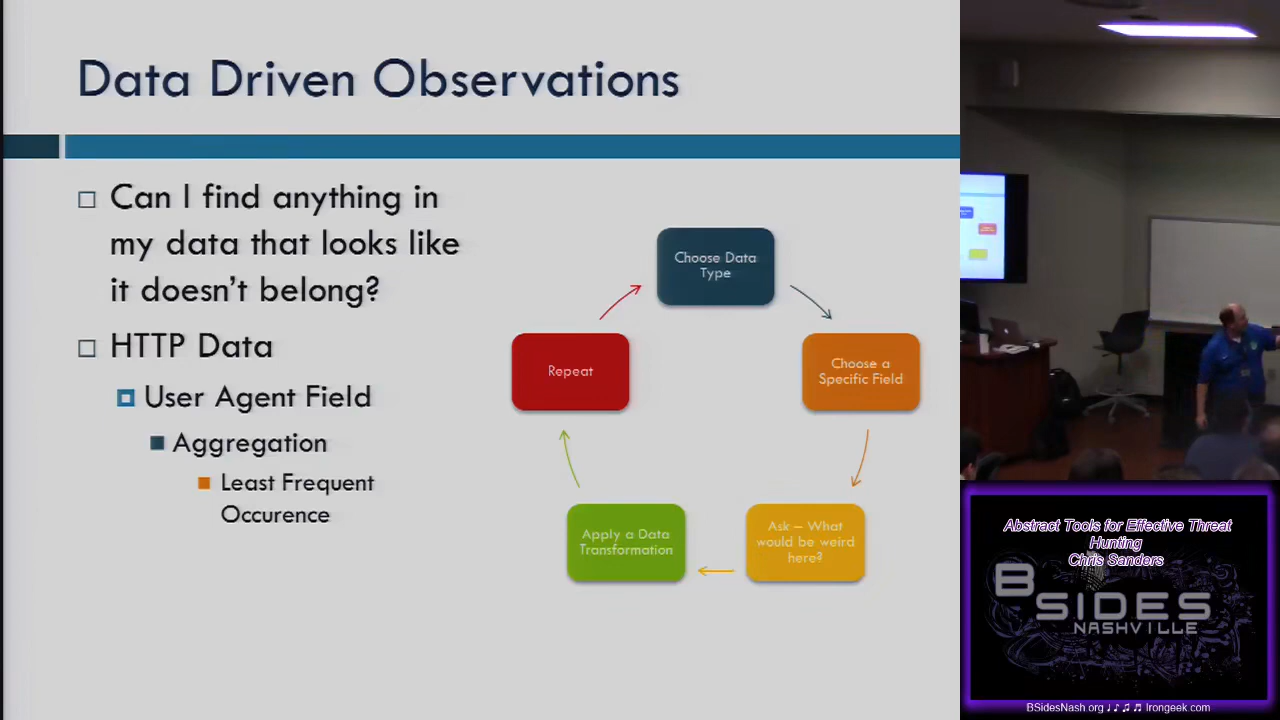 Data Driven Observations
Can I find anything in
my data that looks like
it doesn't belong?
HTTP Data
User Agent Field
Aggregation
Least Frequent
Occurence
Choose Data
Type
Choose a
Specific Field
Ask – What
would be weird
here?
Apply a Data
Transformation
Repeat
Abstract Tools for Effective Threat
Hunting
Chris Sanders
BSIDES
NASHVILLE
BSidesNash.org ♩ ♪ ♫ ♬ Irongeek.com